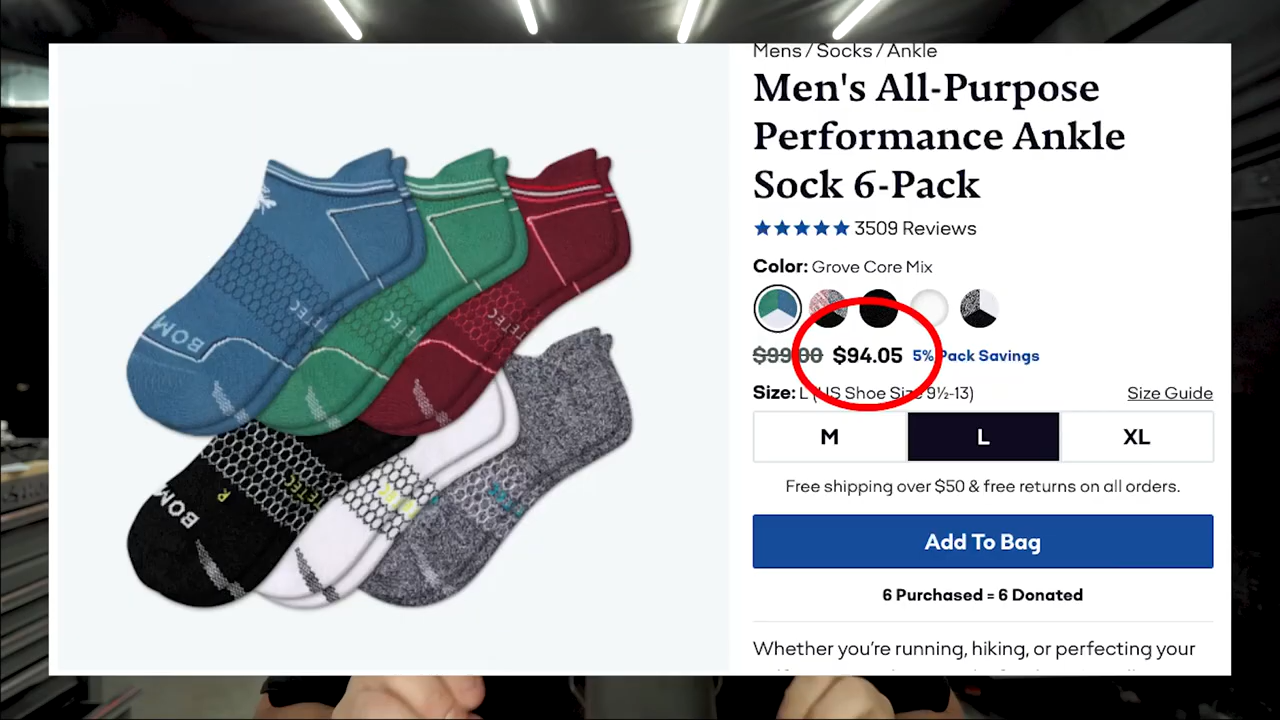 Mens / Socks / Ankle
Men's All-Purpose
Performance Ankle
Sock 6-Pack
3509 Reviews
Color: Grove Core Mix
$99.00 $94.05 5% Pack Savings
Size: L (US Shoe Size 9½-13) Size Guide
M L XL
Free shipping over $50 & free returns on all orders.
Add To Bag
6 Purchased = 6 Donated
Whether you're running, hiking, or perfecting your
BOM
BOM
R